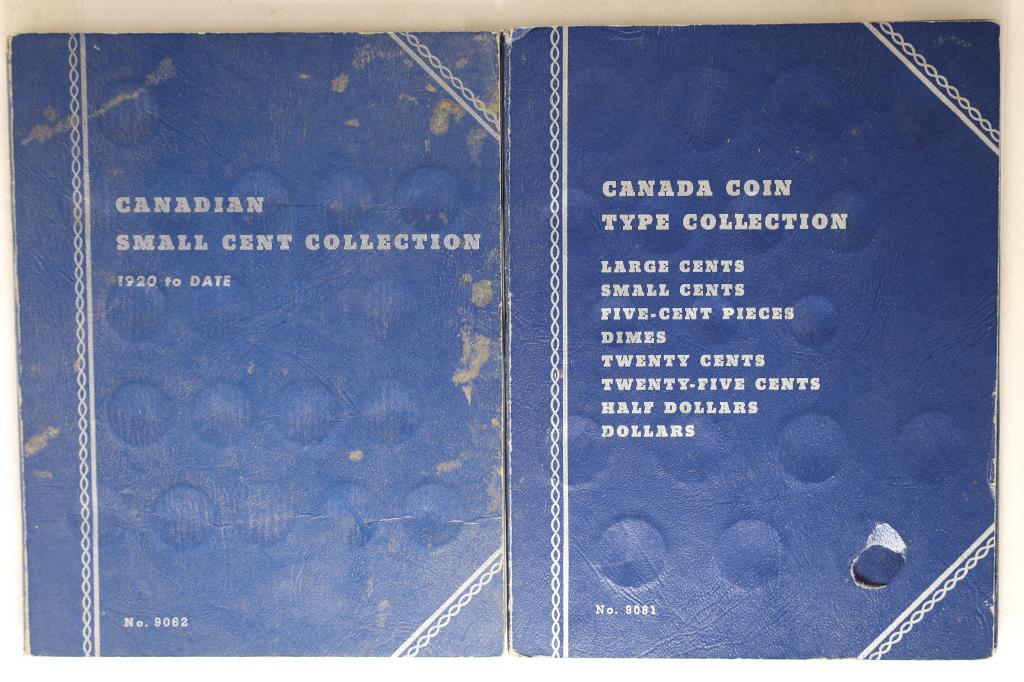 CANADIAN
SMALL CENT COLLECTION
1920 to DATE
No. 9062
CANADA COIN
TYPE COLLECTION
LARGE CENTS
SMALL CENTS
FIVE-CENT PIECES
DIMES
TWENTY CENTS
TWENTY-FIVE CENTS
HALF DOLLARS
DOLLARS
No. 9081